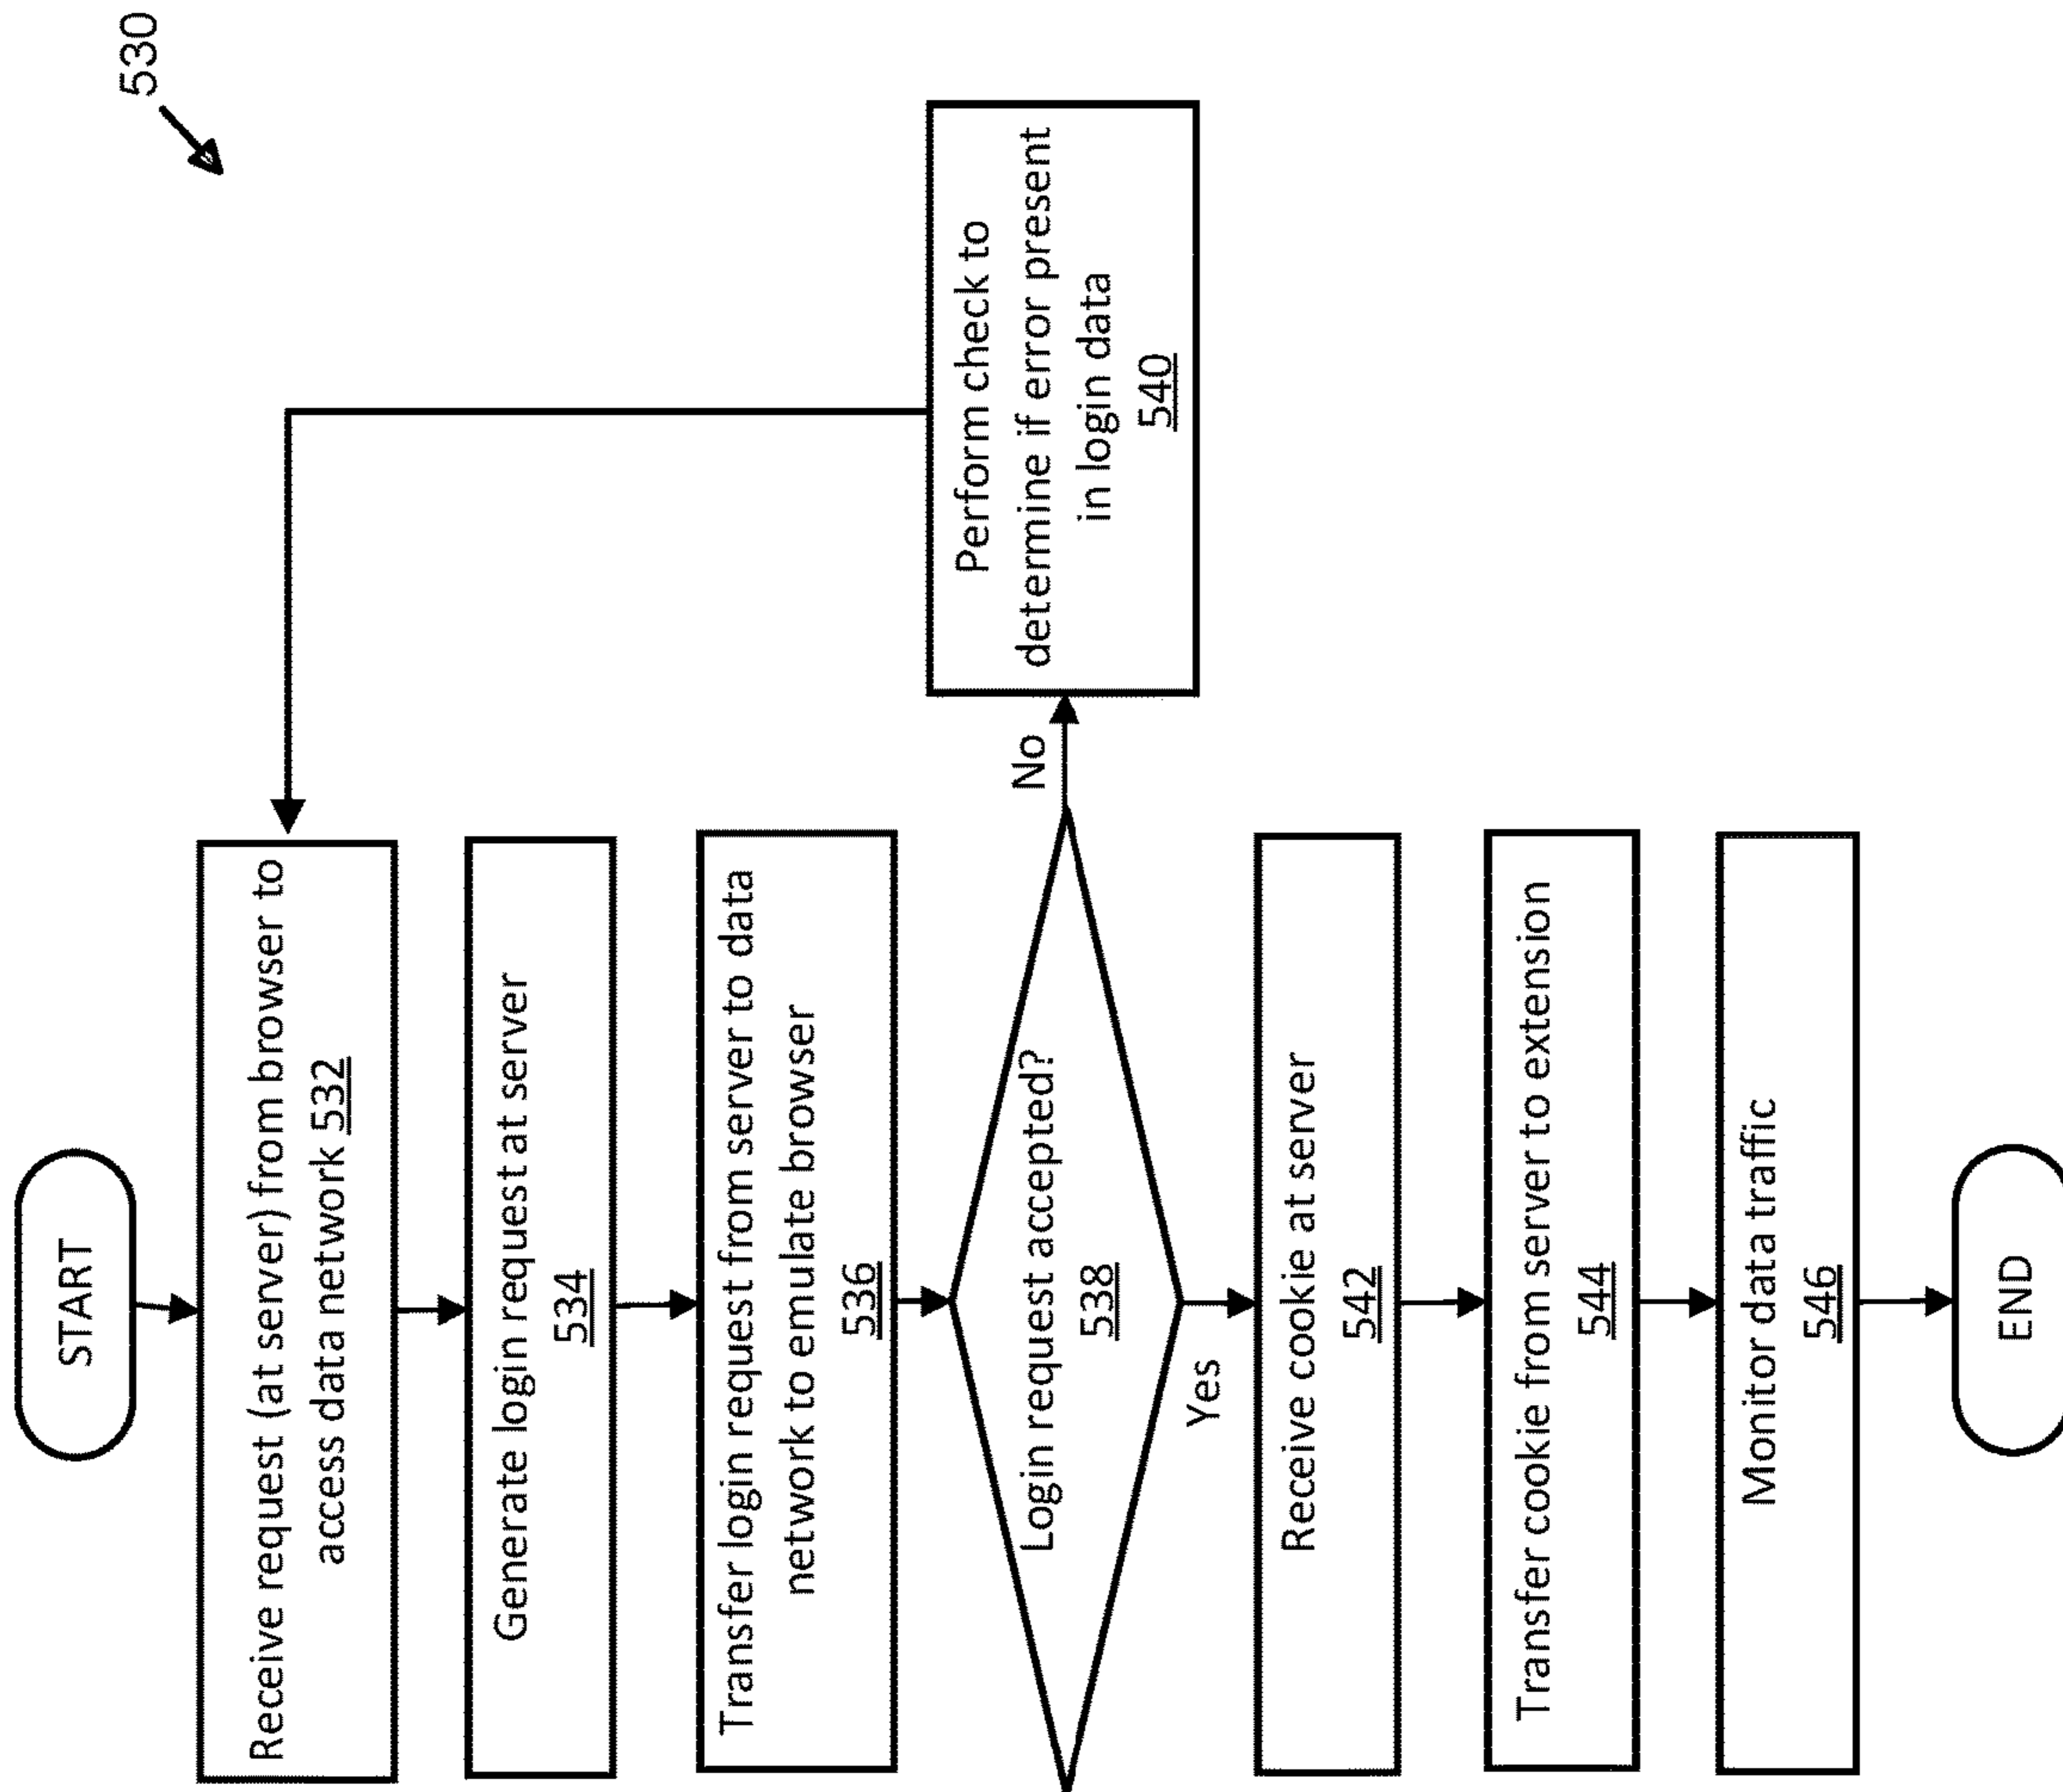 530
START
Receive request (at server) from browser to
access data network 532
Generate login request at server
534
Transfer login request from server to data
network to emulate browser
536
Login request accepted?
538
No
Perform check to
determine if error present
in login data
540
Yes
Receive cookie at server
542
Transfer cookie from server to extension
544
Monitor data traffic
546
END